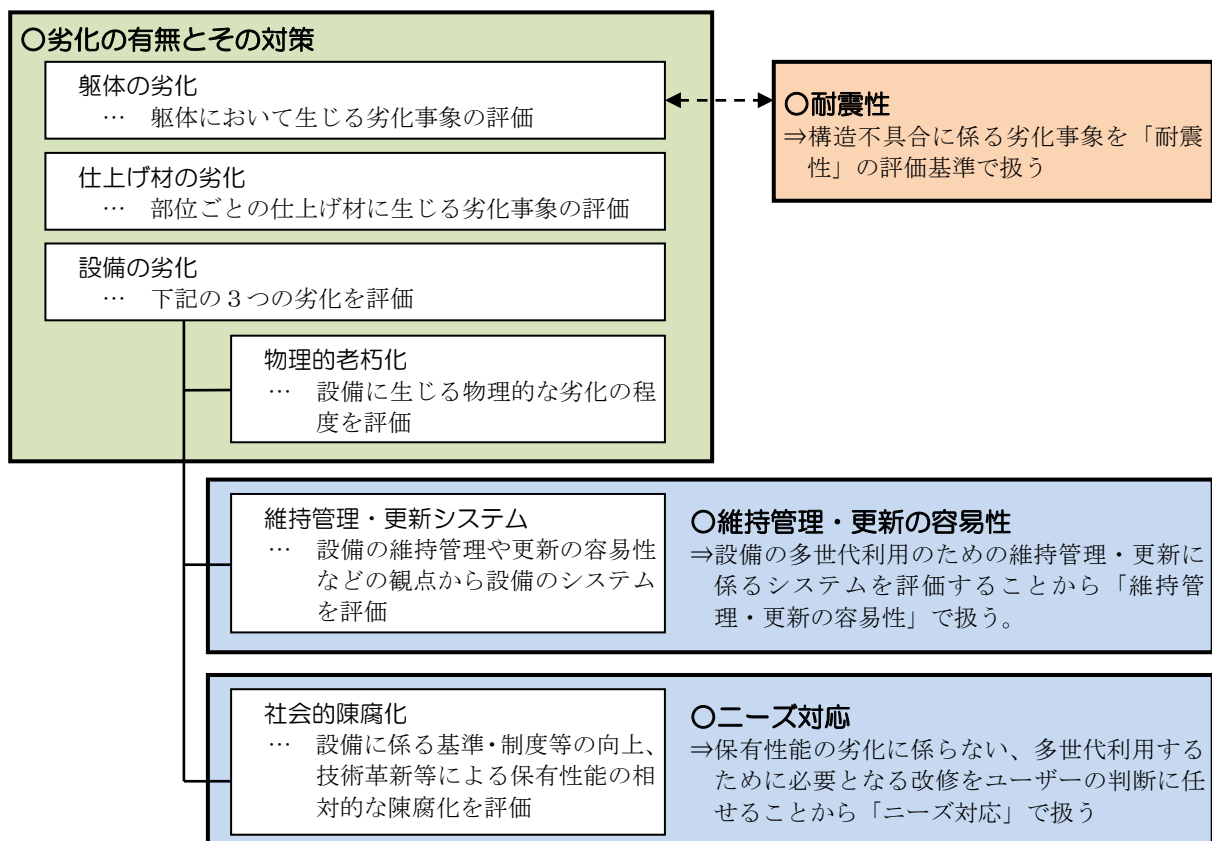 〇劣化の有無とその対策
躯体の劣化
… 躯体において生じる劣化事象の評価
〇耐震性
⇒構造不具合に係る劣化事象を「耐震
性」の評価基準で扱う
仕上げ材の劣化
… 部位ごとの仕上げ材に生じる劣化事象の評価
設備の劣化
… 下記の３つの劣化を評価
物理的老朽化
… 設備に生じる物理的な劣化の程
度を評価
維持管理・更新システム
… 設備の維持管理や更新の容易性
などの観点から設備のシステム
を評価
〇維持管理・更新の容易性
⇒設備の多世代利用のための維持管理・更新に
係るシステムを評価することから「維持管
理・更新の容易性」で扱う。
社会的陳腐化
… 設備に係る基準・制度等の向上、
技術革新等による保有性能の相
対的な陳腐化を評価
〇ニーズ対応
⇒保有性能の劣化に係らない、多世代利用する
ために必要となる改修をユーザーの判断に任
せることから「ニーズ対応」で扱う